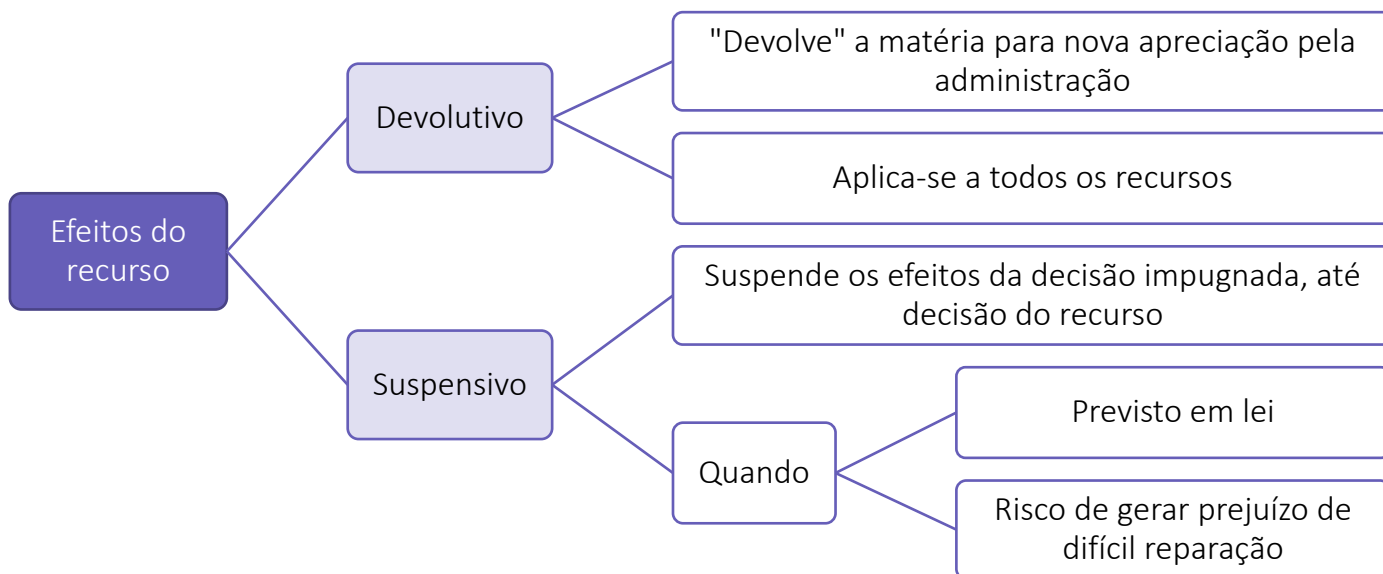 "Devolve" a matéria para nova apreciação pela
administração
Devolutivo
Aplica-se a todos os recursos
Efeitos do
recurso
Suspende os efeitos da decisão impugnada, até
decisão do recurso
Suspensivo
Previsto em lei
Quando
Risco de gerar prejuízo de
difícil reparação